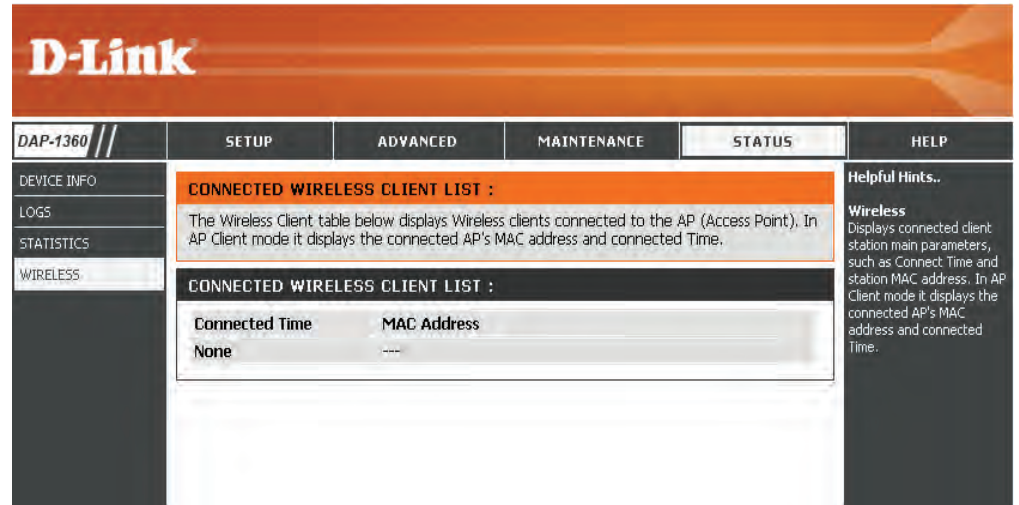 D-Link
DAP-1360
SETUP
ADVANCED
MAINTENANCE
STATUS
HELP
DEVICE INFO
LOGS
STATISTICS
WIRELESS
CONNECTED WIRELESS CLIENT LIST :
The Wireless Client table below displays Wireless clients connected to the AP (Access Point). In
AP Client mode it displays the connected AP's MAC address and connected Time.
CONNECTED WIRELESS CLIENT LIST :
Connected Time MAC Address
None ---
Helpful Hints..
Wireless
Displays connected client
station main parameters,
such as Connect Time and
station MAC address. In AP
Client mode it displays the
connected AP's MAC
address and connected
Time.